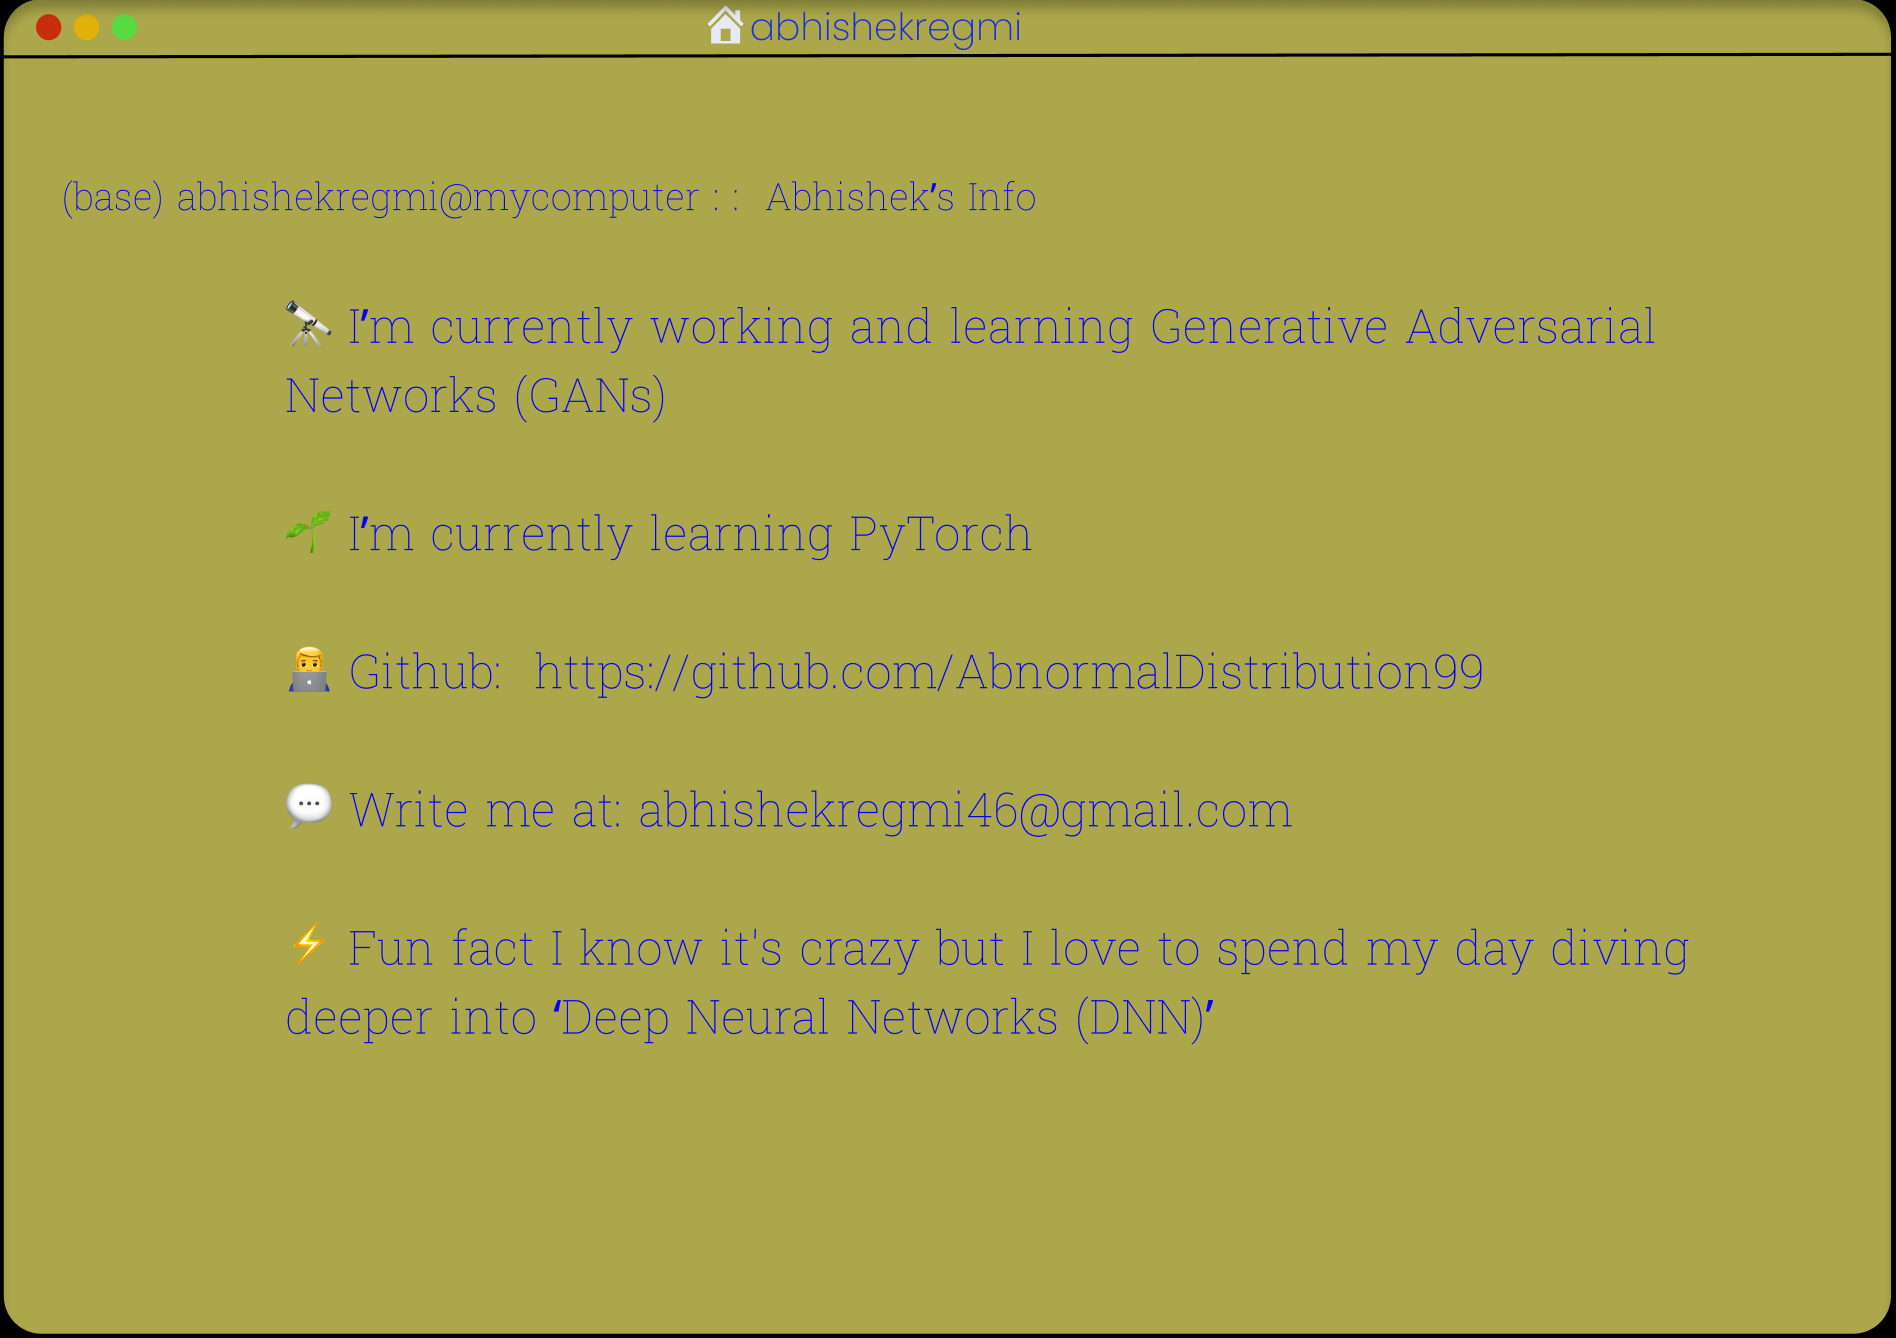 abhishekregmi
(base) abhishekregmi@mycomputer : :  Abhishek’s Info
🔭 I’m currently working and learning Generative Adversarial
Networks (GANs)
🌱 I’m currently learning PyTorch
👨‍💻 Github:  https://github.com/AbnormalDistribution99
💬 Write me at: abhishekregmi46@gmail.com
⚡ Fun fact I know it's crazy but I love to spend my day diving
deeper into ‘Deep Neural Networks (DNN)’